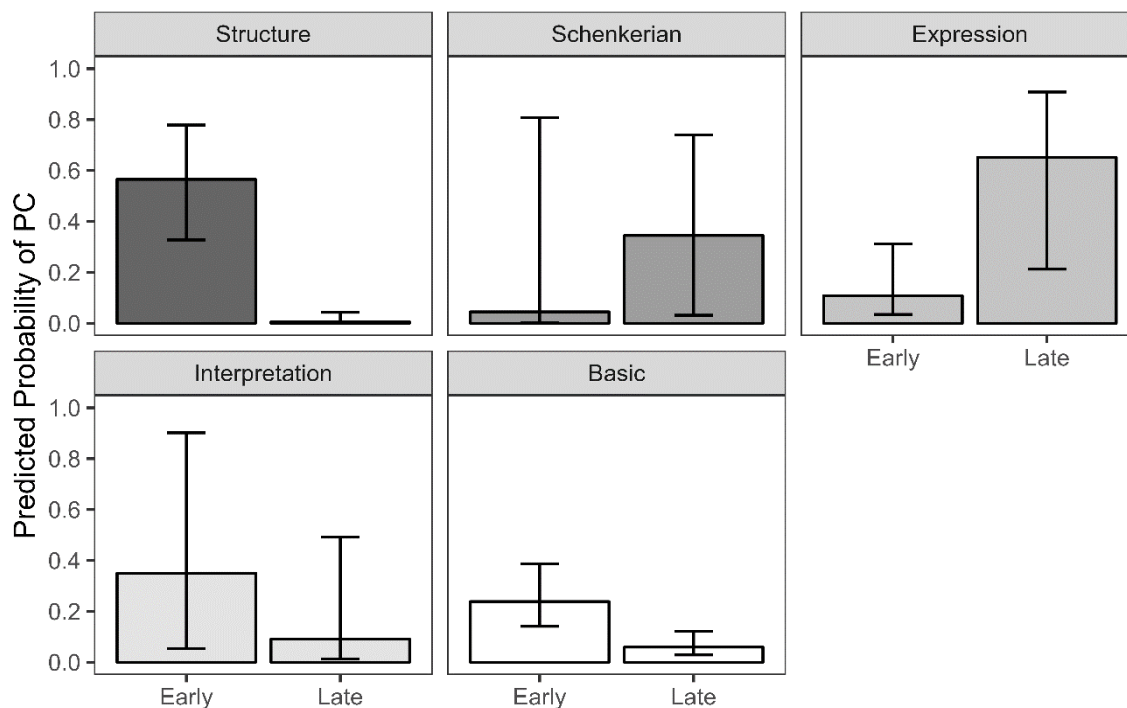 Structure
Schenkerian
Expression
1.0
0.8
0.6
0.4
0.2
0.0
Early
Late
Predicted Probability of PC
Interpretation
Basic
1.0
0.8
0.6
0.4
0.2
0.0
Early
Late
Early
Late